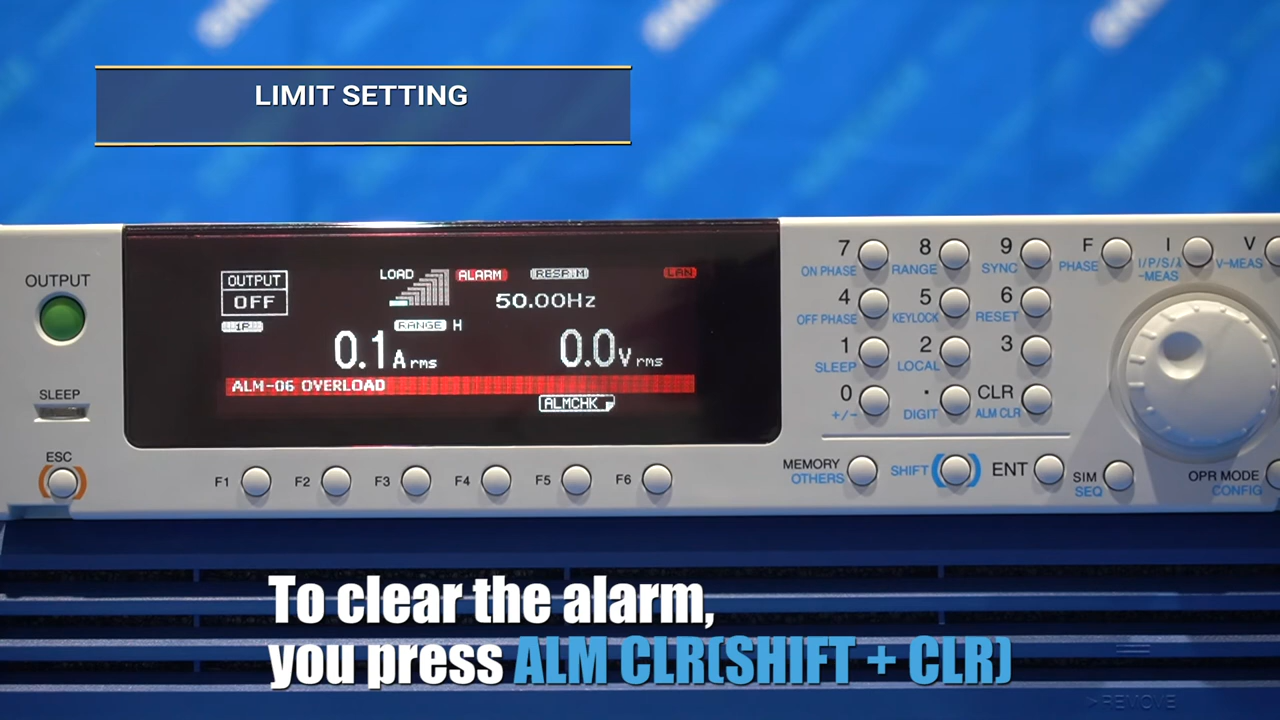 LIMIT SETTING
OUTPUT
OFF
LOAD
ALARM
RESP:M
LAN
50.00Hz
1P
RANGE H
0.1Arms
0.0Vrms
ALM-06 OVERLOAD
ALMCHK
OUTPUT
SLEEP
ESC
F1 F2 F3 F4 F5 F6
7 8 9 F I V
ON PHASE RANGE SYNC PHASE V-MEAS
-MEAS
4 5 6
OFF PHASE KEYLOCK RESET
1 2 3
SLEEP LOCAL
0 . CLR
+/- DIGIT ALM CLR
MEMORY SHIFT ENT SIM OPR MODE
OTHERS SEQ CONFIG
To clear the alarm,
you press ALM CLR(SHIFT + CLR)
>REMOVE